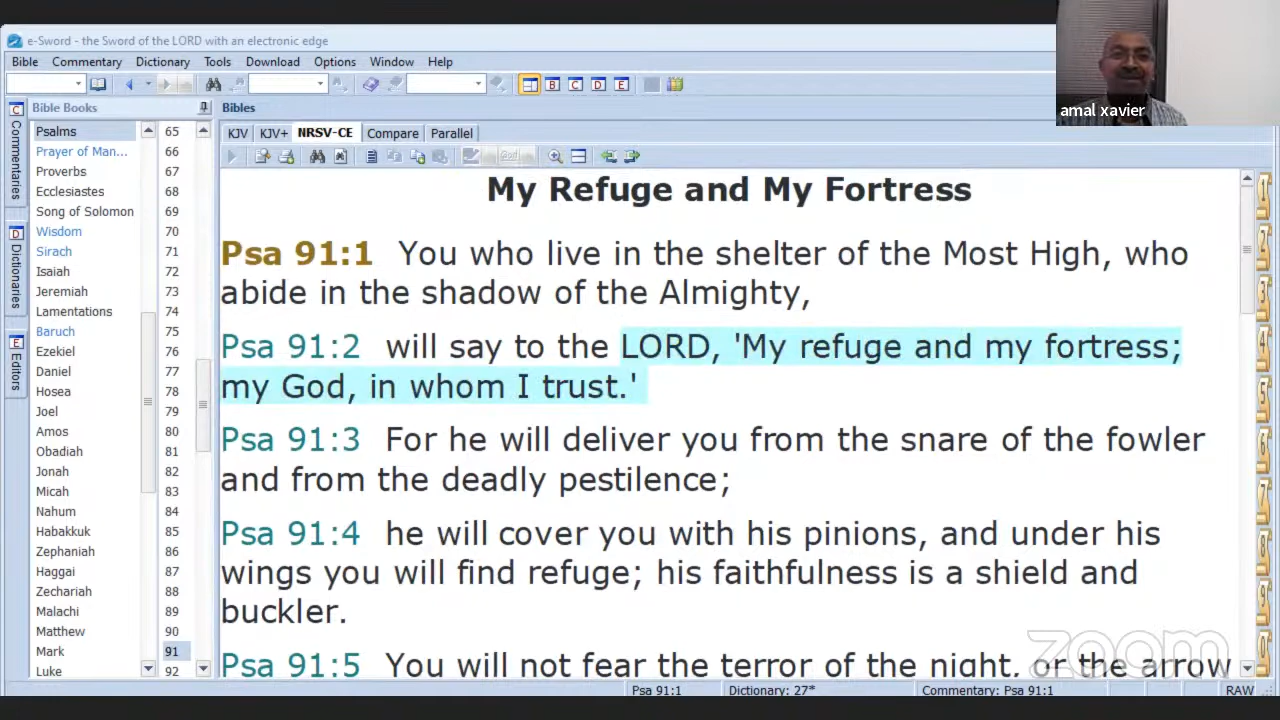 e-Sword - the Sword of the LORD with an electronic edge
Bible Commentary Dictionary Tools Download Options Window Help
amal xavier
Bible Books
Bibles
Commentaries
Dictionaries
Editors
KJV KJV+ NRSV-CE Compare Parallel
Psalms 65
Prayer of Man... 66
Proverbs 67
Ecclesiastes 68
Song of Solomon 69
Wisdom 70
Sirach 71
Isaiah 72
Jeremiah 73
Lamentations 74
Baruch 75
Ezekiel 76
Daniel 77
Hosea 78
Joel 79
Amos 80
Obadiah 81
Jonah 82
Micah 83
Nahum 84
Habakkuk 85
Zephaniah 86
Haggai 87
Zechariah 88
Malachi 89
Matthew 90
Mark 91
Luke 92
My Refuge and My Fortress
Psa 91:1 You who live in the shelter of the Most High, who
abide in the shadow of the Almighty,
Psa 91:2 will say to the LORD, 'My refuge and my fortress;
my God, in whom I trust.'
Psa 91:3 For he will deliver you from the snare of the fowler
and from the deadly pestilence;
Psa 91:4 he will cover you with his pinions, and under his
wings you will find refuge; his faithfulness is a shield and
buckler.
Psa 91:5 You will not fear the terror of the night, or the arrow
zoom
Psa 91:1 Dictionary: 27* Commentary: Psa 91:1 RAW